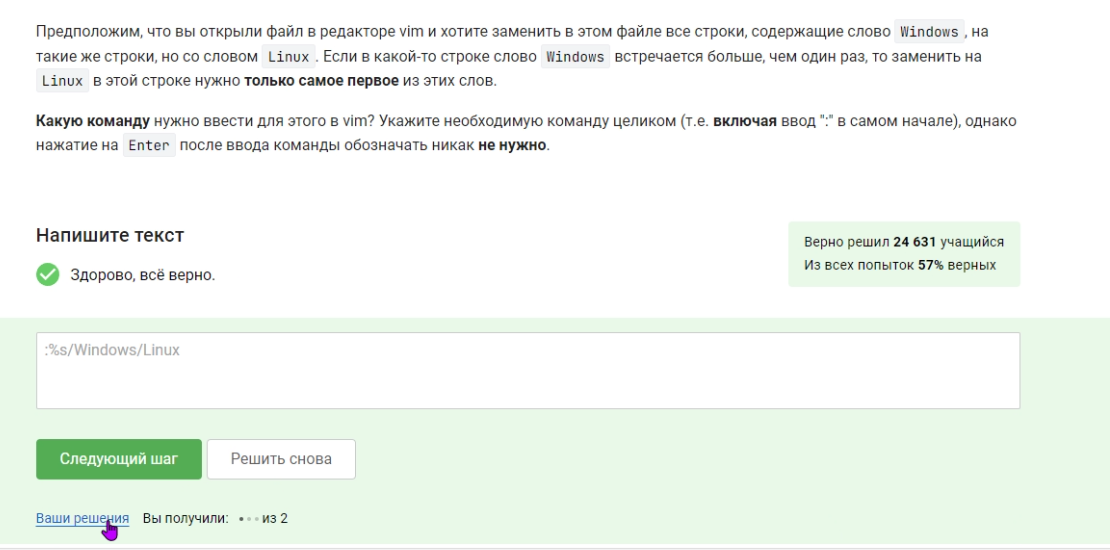 Предположим, что вы открыли файл в редакторе vim и хотите заменить в этом файле все строки, содержащие слово Windows , на
такие же строки, но со словом Linux . Если в какой-то строке слово Windows встречается больше, чем один раз, то заменить на
Linux в этой строке нужно только самое первое из этих слов.
Какую команду нужно ввести для этого в vim? Укажите необходимую команду целиком (т.е. включая ввод ":" в самом начале), однако
нажатие на Enter после ввода команды обозначать никак не нужно.
Напишите текст
Здорово, всё верно.
Верно решил 24 631 учащийся
Из всех попыток 57% верных
:%s/Windows/Linux
Следующий шаг Решить снова
Ваши решения Вы получили: из 2